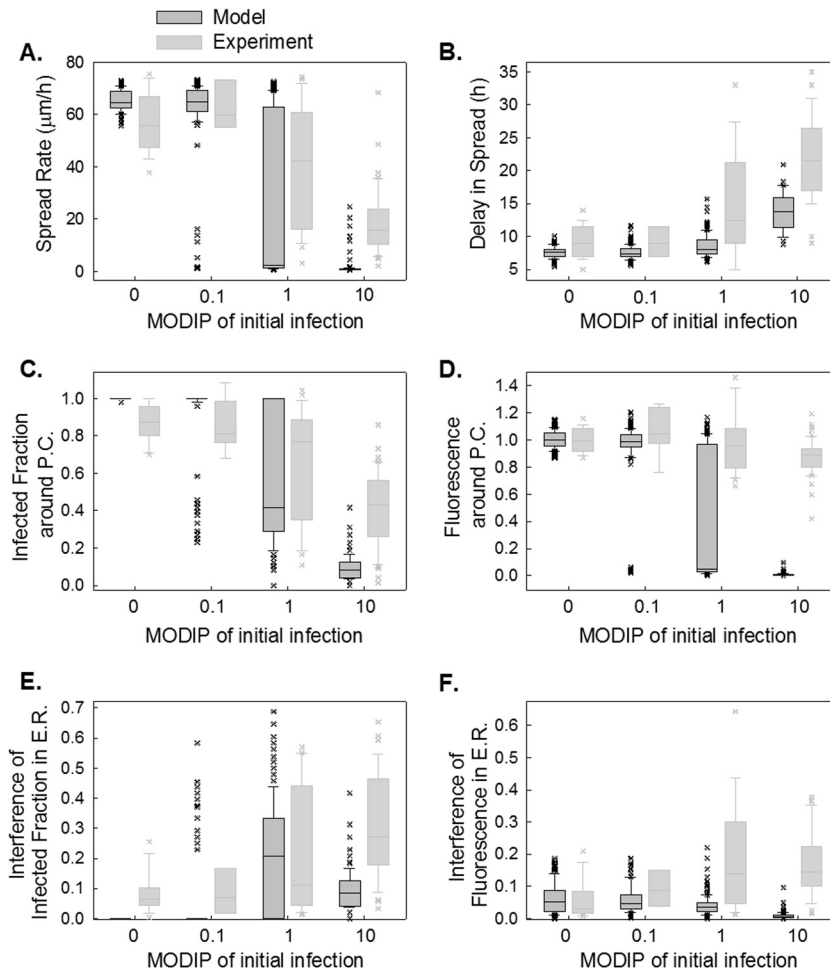 Model
Experiment
A.
80
60
40
20
0
Spread Rate (μm/h)
0 0.1 1 10
MODIP of initial infection
B.
35
30
25
20
15
10
5
Delay in Spread (h)
0 0.1 1 10
MODIP of initial infection
C.
1.0
0.8
0.6
0.4
0.2
0.0
Infected Fraction
around P.C.
0 0.1 1 10
MODIP of initial infection
D.
1.4
1.2
1.0
0.8
0.6
0.4
0.2
0.0
Fluorescence
around P.C.
0 0.1 1 10
MODIP of initial infection
E.
0.7
0.6
0.5
0.4
0.3
0.2
0.1
0.0
Interference of
Infected Fraction in E.R.
0 0.1 1 10
MODIP of initial infection
F.
0.7
0.6
0.5
0.4
0.3
0.2
0.1
0.0
Interference of
Fluorescence in E.R.
0 0.1 1 10
MODIP of initial infection